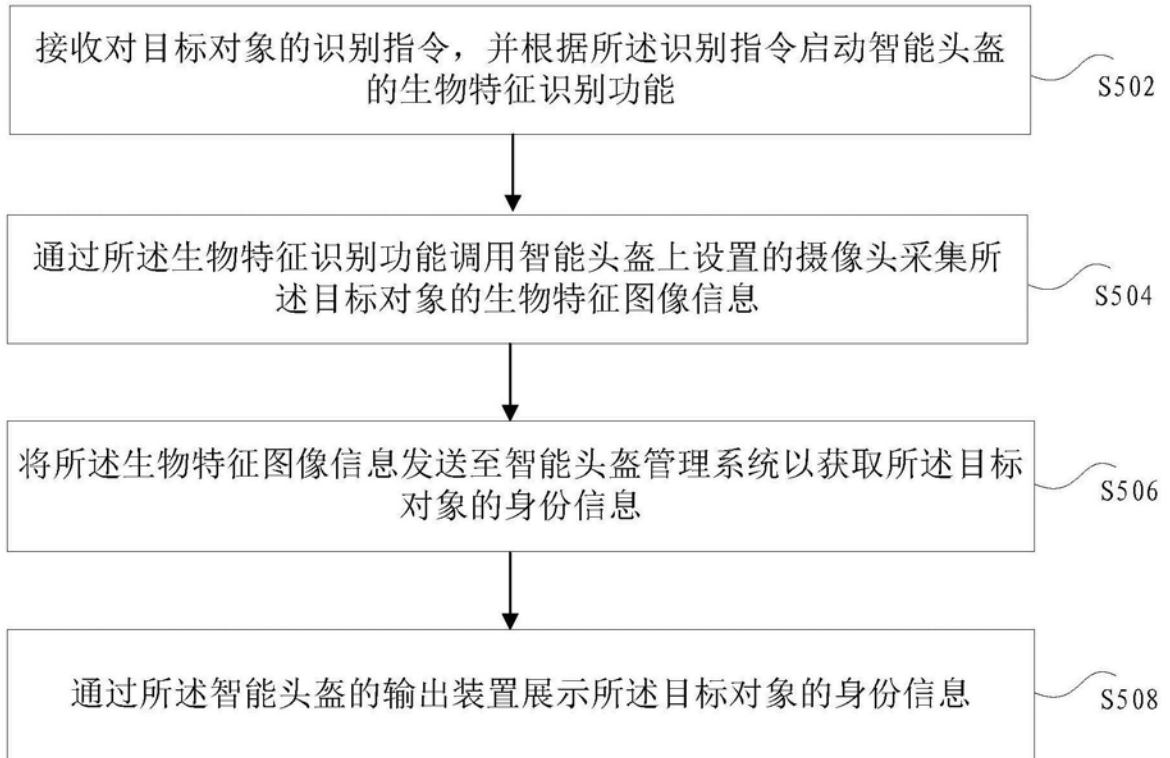 接收对目标对象的识别指令，并根据所述识别指令启动智能头盔
的生物特征识别功能
S502
通过所述生物特征识别功能调用智能头盔上设置的摄像头采集所
述目标对象的生物特征图像信息
S504
将所述生物特征图像信息发送至智能头盔管理系统以获取所述目标
对象的身份信息
S506
通过所述智能头盔的输出装置展示所述目标对象的身份信息
S508